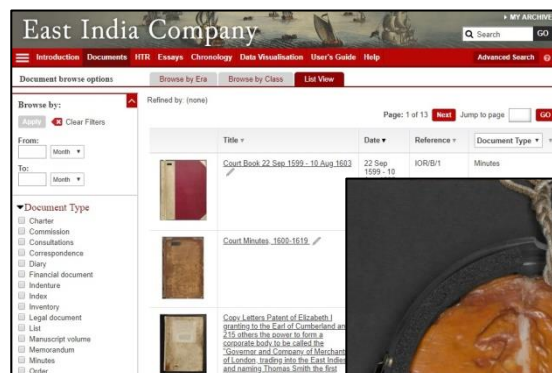 East India Company
MY ARCHIVE
Search GO
Introduction Documents HTR Essays Chronology Data Visualisation User's Guide Help Advanced Search
Document browse options
Browse by Era Browse by Class List View
Browse by:
Apply Clear Filters
From:
Month
To:
Month
Document Type
Charter
Commission
Consultations
Correspondence
Diary
Financial document
Indenture
Index
Inventory
Legal document
List
Manuscript volume
Memorandum
Minutes
Order
Refined by: (none)
Page: 1 of 13 Next Jump to page GO
Title Date Reference Document Type
Court Book 22 Sep 1599 - 10 Aug 1603
22 Sep
1599 - 10
IOR/B/1
Minutes
Court Minutes, 1600-1619
Copy Letters Patent of Elizabeth I
granting to the Earl of Cumberland and
215 others the power to form a
corporate body to be called the
"Governor and Company of Merchants
of London, trading into the East Indies
and naming Thomas Smith the first